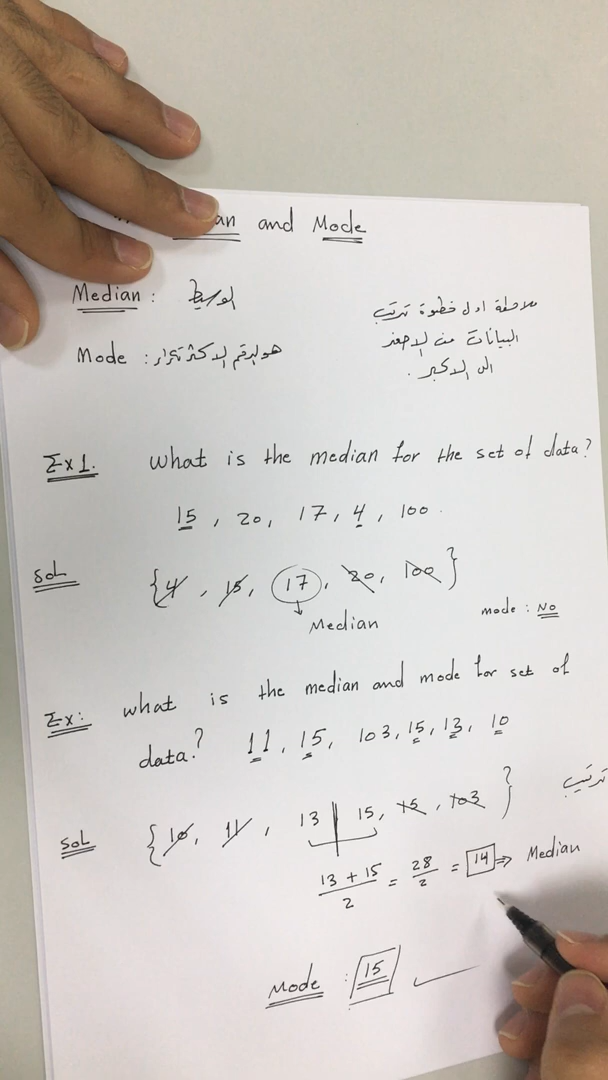 an and Mode
Median : الوسيط
Mode : هو الرقم الاكثر تكرار
ملاحظة اول خطوة ترتب
البيانات من الاصغر
الى الاكبر .
Ex1. What is the median for the set of data?
15 , 20 , 17 , 4 , 100 .
Sol {4 , 15 , 17 , 20 , 100}
Median
mode : No
Ex: what is the median and mode for set of
data? 11 , 15 , 103 , 15 , 13 , 10
ترتيب
Sol {10 , 11 , 13 | 15 , 15 , 103}
13 + 15 / 2 = 28 / 2 = 14 ⇒ Median
Mode : 15